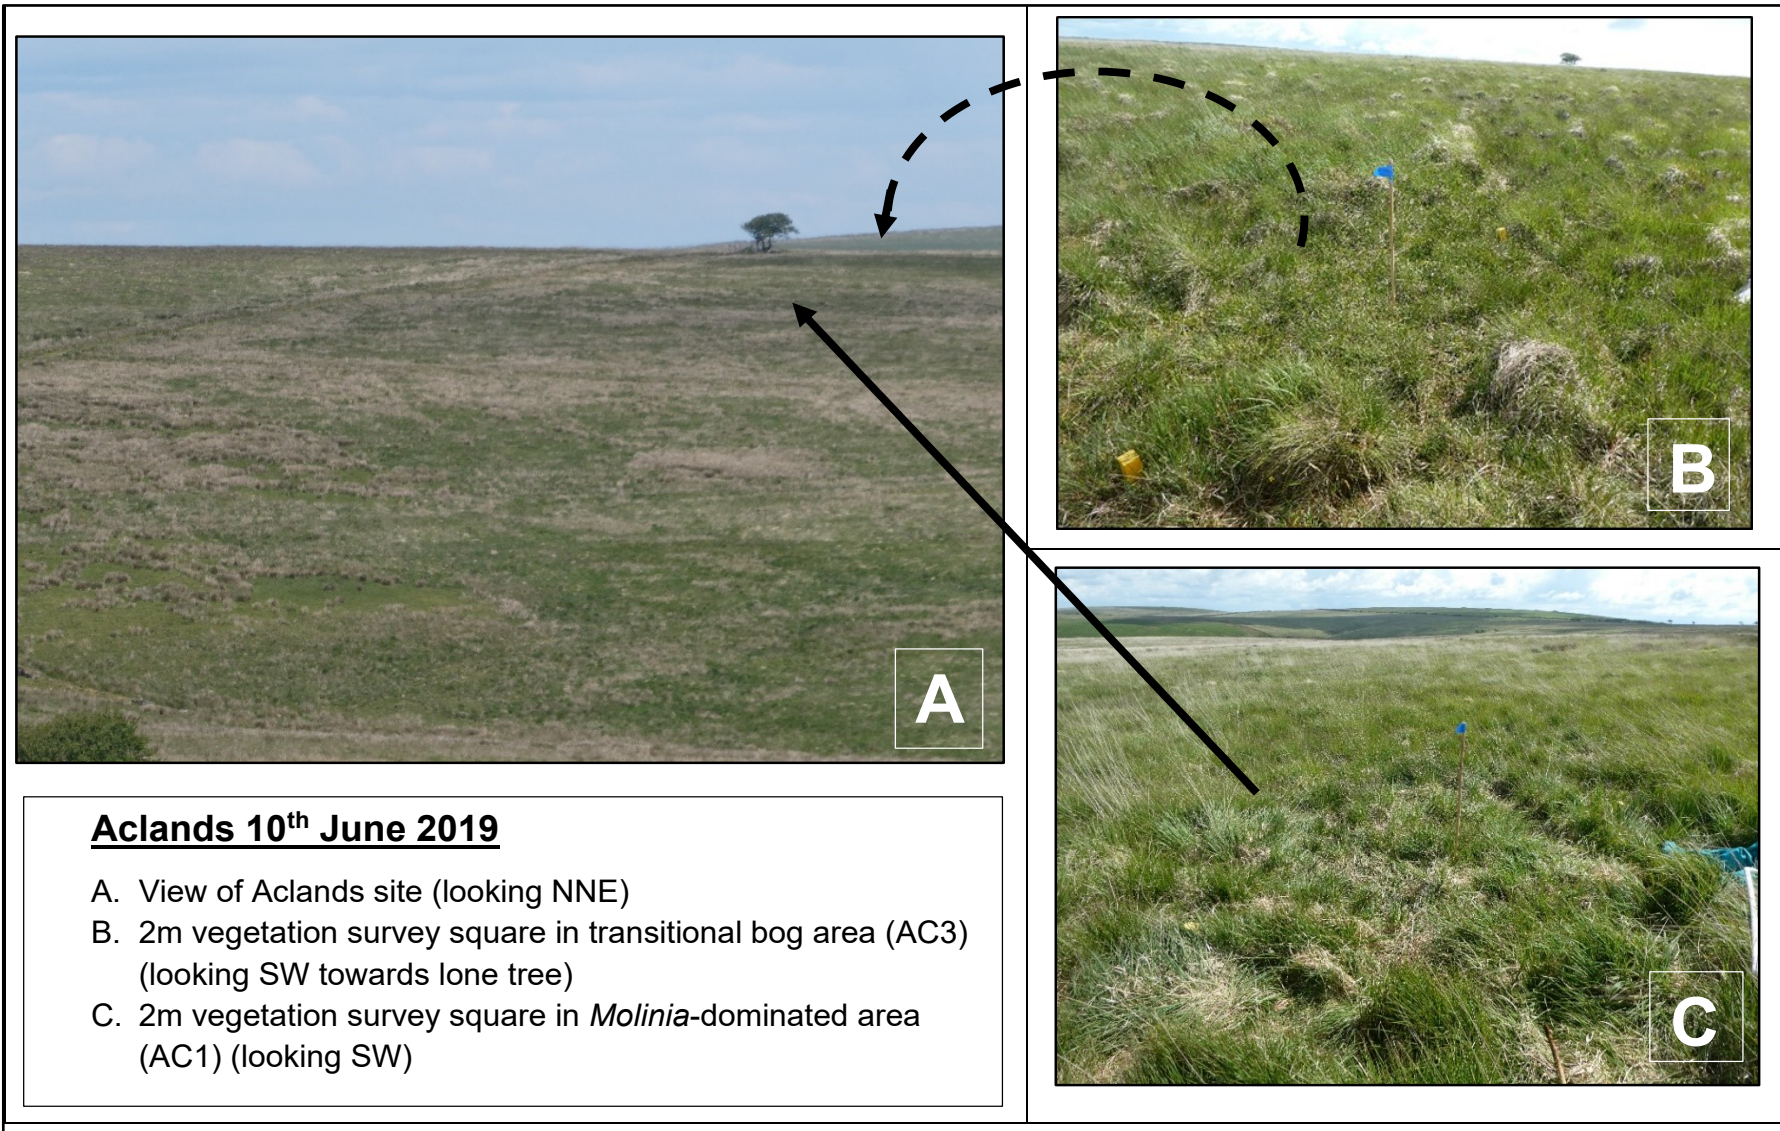 A
B
C
Aclands 10th June 2019
A. View of Aclands site (looking NNE)
B. 2m vegetation survey square in transitional bog area (AC3)
(looking SW towards lone tree)
C. 2m vegetation survey square in Molinia-dominated area
(AC1) (looking SW)